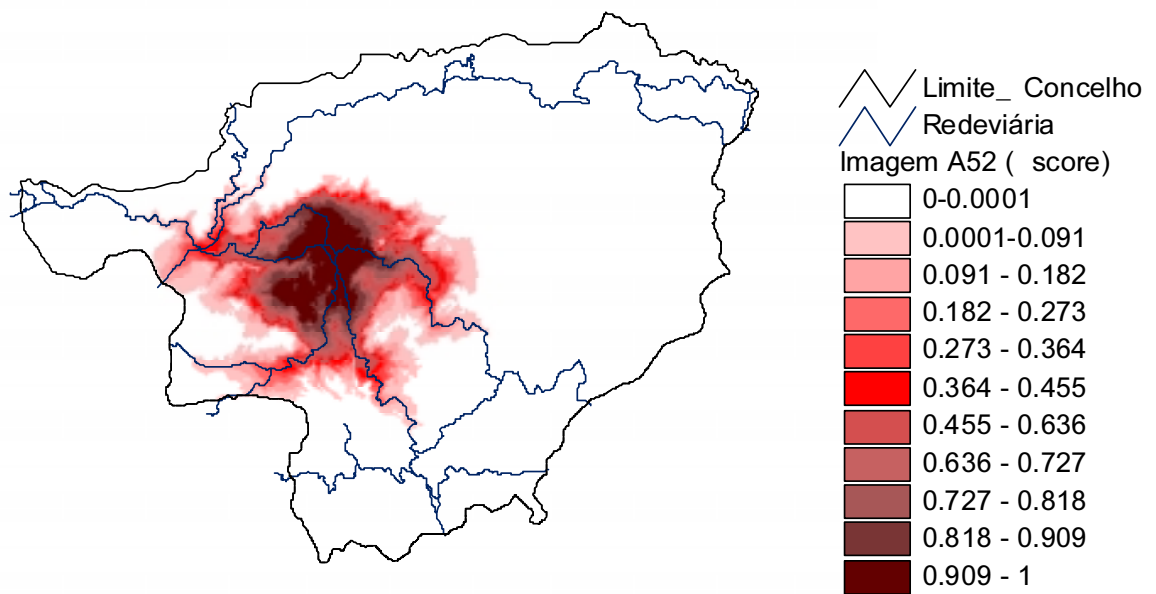 Limite_ Concelho
Redeviária
Imagem A52 ( score)
0-0.0001
0.0001-0.091
0.091 - 0.182
0.182 - 0.273
0.273 - 0.364
0.364 - 0.455
0.455 - 0.636
0.636 - 0.727
0.727 - 0.818
0.818 - 0.909
0.909 - 1